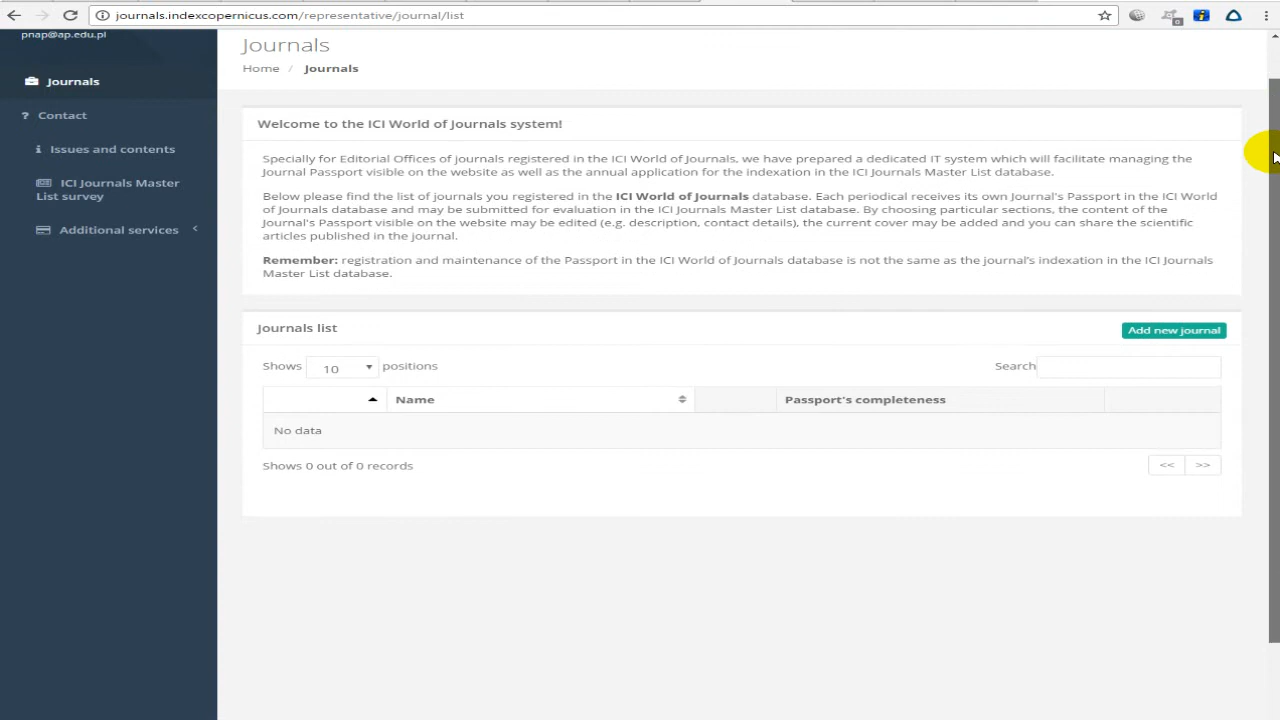 journals.indexcopernicus.com/representative/journal/list
pnap@ap.edu.pl
Journals
Contact
Issues and contents
ICI Journals Master
List survey
Additional services
Journals
Home / Journals
Welcome to the ICI World of Journals system!
Specially for Editorial Offices of journals registered in the ICI World of Journals, we have prepared a dedicated IT system which will facilitate managing the
Journal Passport visible on the website as well as the annual application for the indexation in the ICI Journals Master List database.
Below please find the list of journals you registered in the ICI World of Journals database. Each periodical receives its own Journal's Passport in the ICI World
of Journals database and may be submitted for evaluation in the ICI Journals Master List database. By choosing particular sections, the content of the
Journal's Passport visible on the website may be edited (e.g. description, contact details), the current cover may be added and you can share the scientific
articles published in the journal.
Remember: registration and maintenance of the Passport in the ICI World of Journals database is not the same as the journal's indexation in the ICI Journals
Master List database.
Journals list
Add new journal
Shows 10 positions
Search
Name
Passport's completeness
No data
Shows 0 out of 0 records
<< >>